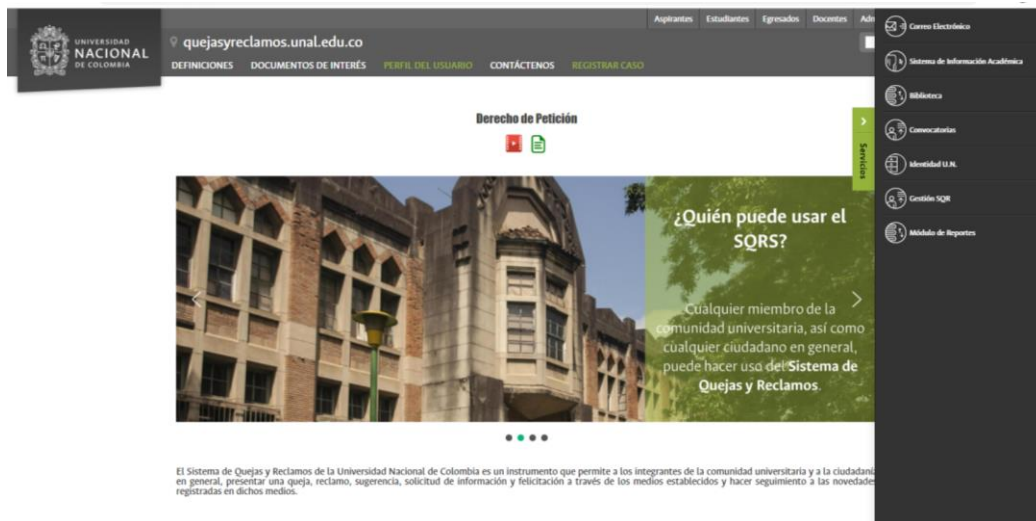 Aspirantes Estudiantes Egresados Docentes Adm
UNIVERSIDAD
NACIONAL
DE COLOMBIA
quejasyreclamos.unal.edu.co
DEFINICIONES DOCUMENTOS DE INTERÉS PERFIL DEL USUARIO CONTÁCTENOS REGISTRAR CASO
Derecho de Petición
Servicios
¿Quién puede usar el
SQRS?
Cualquier miembro de la
comunidad universitaria, así como
cualquier ciudadano en general,
puede hacer uso del Sistema de
Quejas y Reclamos.
El Sistema de Quejas y Reclamos de la Universidad Nacional de Colombia es un instrumento que permite a los integrantes de la comunidad universitaria y a la ciudadanía
en general, presentar una queja, reclamo, sugerencia, solicitud de información y felicitación a través de los medios establecidos y hacer seguimiento a las novedades
registradas en dichos medios.
Correo Electrónico
Sistema de Información Académica
Biblioteca
Convocatorias
Identidad U.N.
Gestión SQR
Módulo de Reportes